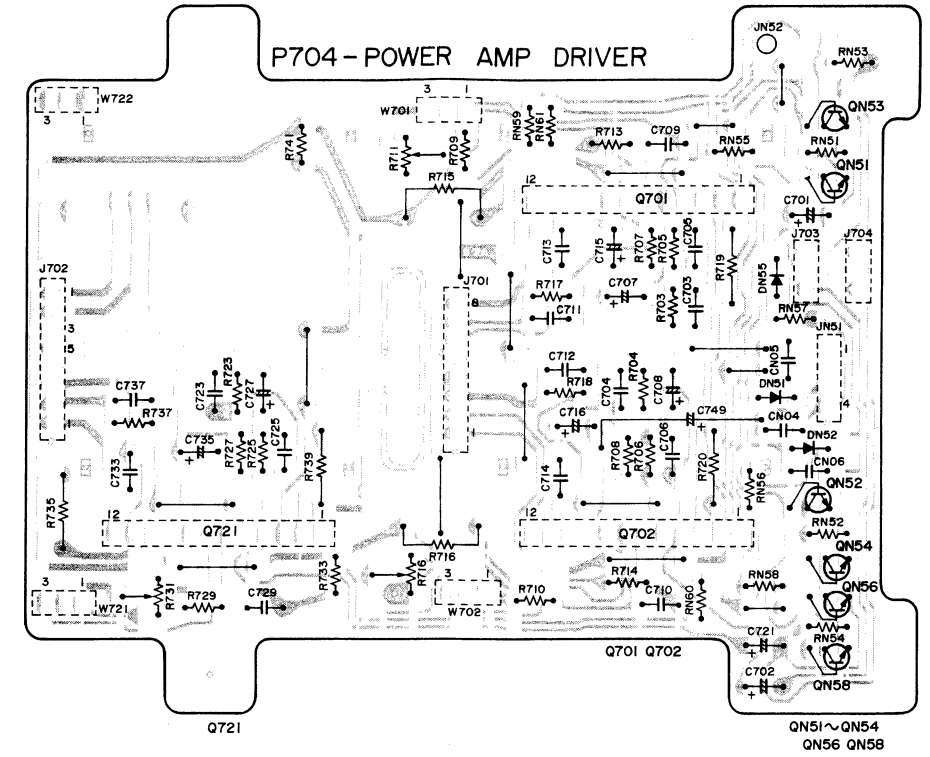 P704-POWER AMP DRIVER
JN52
RN53
W722
3 1
3 1
W701
QN53
R741
R711
R709
RN59
RN61
R713
C709
RN55
RN51
QN51
R715
12 Q701 1
C701
J703
J704
C713
C715
R707
R705
C705
R719
DN55
J702
J701
8
R717
C707
R703
C703
C711
RN57
JN51
1
3
5
C712
R704
CN05
C737
C723
R723
C727
R718
C704
C708
DN51
4
R737
C716
C749
CN04
1
1
C735
R727
R725
C725
R739
R708
R706
C706
R720
DN52
C733
C714
CN06
RN56
QN52
R735
12 Q721 1
12 Q702 1
RN52
R716
QN54
3 1
W721
R731
R729
C729
R733
R716
3 1
W702
R710
R714
C710
RN60
RN58
QN56
C721
RN54
Q701 Q702
C702
QN58
Q721
QN51~QN54
QN56 QN58